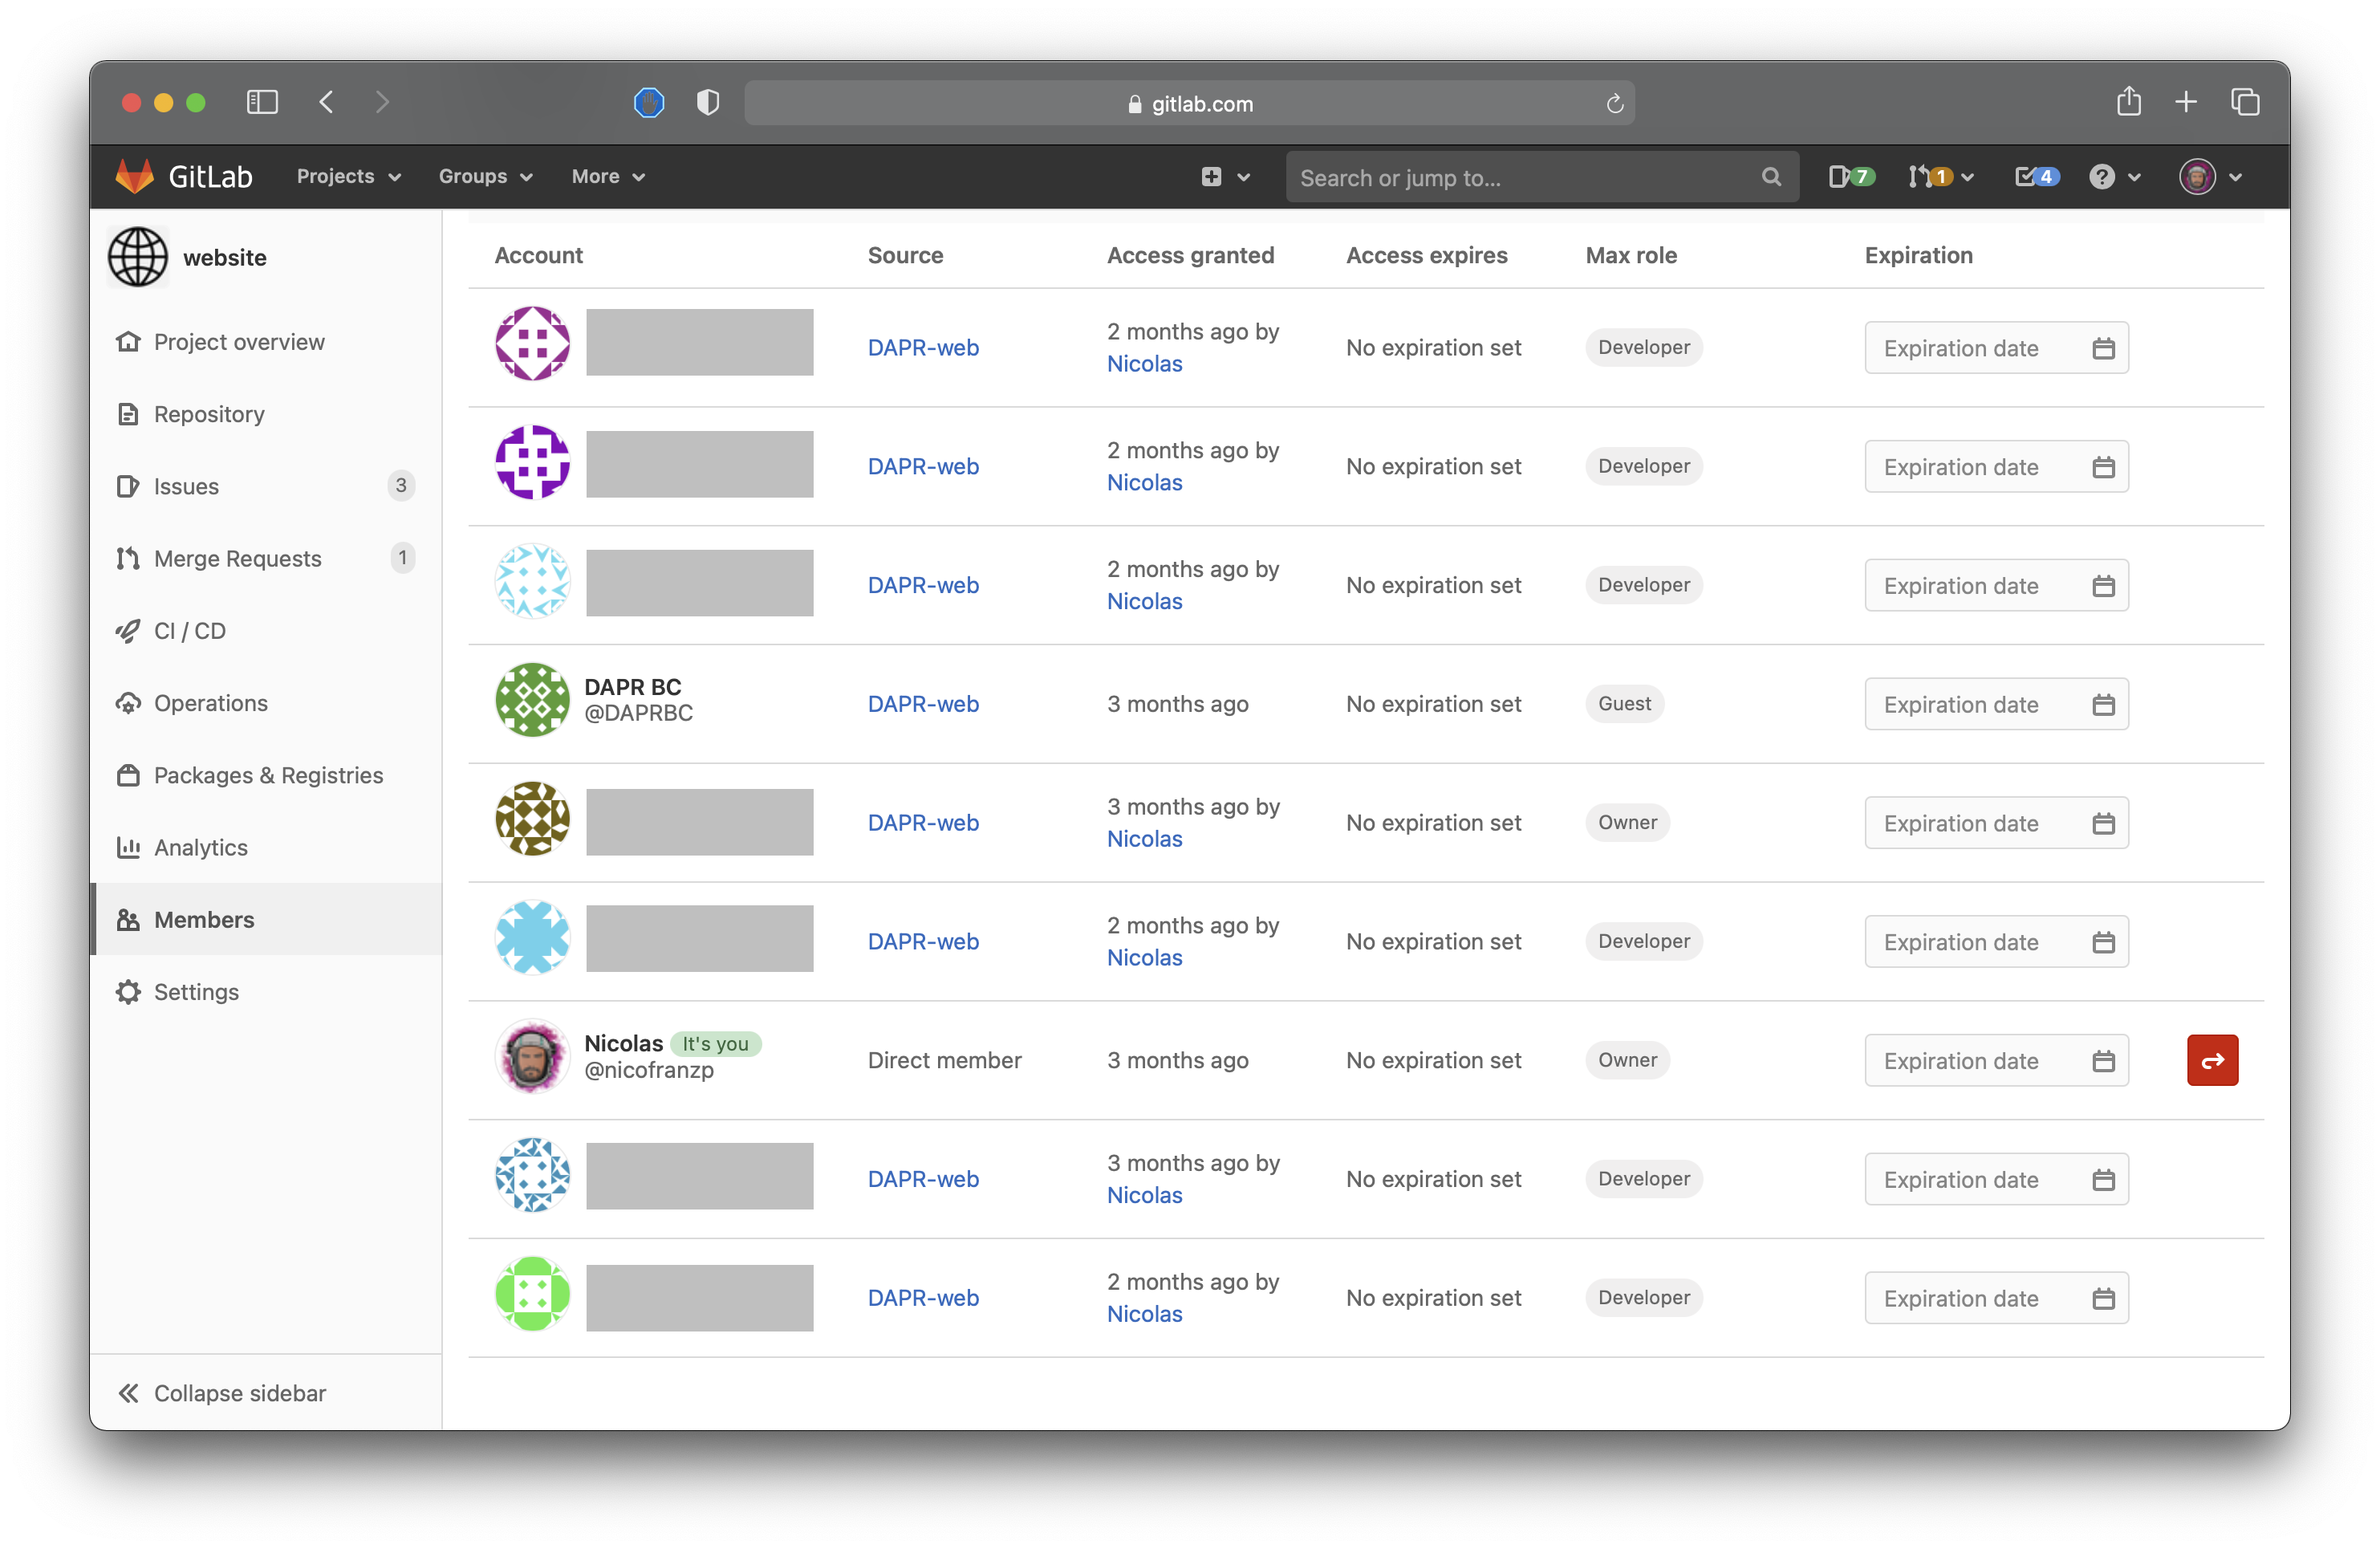 gitlab.com
GitLab Projects Groups More Search or jump to... 7 1 4
website
Project overview
Repository
Issues 3
Merge Requests 1
CI / CD
Operations
Packages & Registries
Analytics
Members
Settings
Collapse sidebar
Account Source Access granted Access expires Max role Expiration
DAPR-web 2 months ago by No expiration set Developer Expiration date
Nicolas
DAPR-web 2 months ago by No expiration set Developer Expiration date
Nicolas
DAPR-web 2 months ago by No expiration set Developer Expiration date
Nicolas
DAPR BC
@DAPRBC
DAPR-web 3 months ago No expiration set Guest Expiration date
DAPR-web 3 months ago by No expiration set Owner Expiration date
Nicolas
DAPR-web 2 months ago by No expiration set Developer Expiration date
Nicolas
Nicolas It's you
@nicofranzp
Direct member 3 months ago No expiration set Owner Expiration date
DAPR-web 3 months ago by No expiration set Developer Expiration date
Nicolas
DAPR-web 2 months ago by No expiration set Developer Expiration date
Nicolas